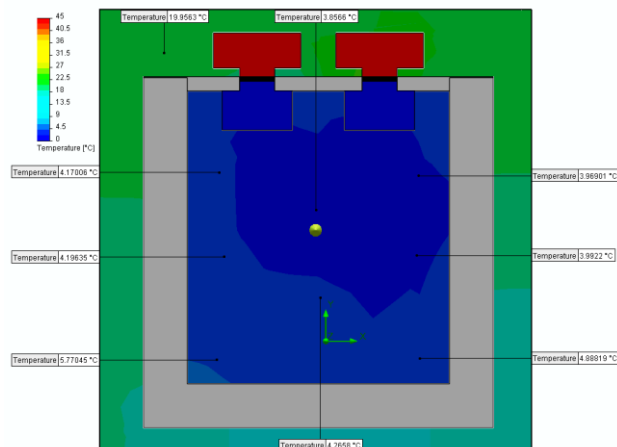 45
40.5
36
31.5
27
22.5
18
13.5
9
4.5
0
Temperature [°C]
Temperature 19.9563 °C
Temperature 3.8566 °C
Temperature 4.17006 °C
Temperature 3.96901 °C
Temperature 4.19635 °C
Temperature 3.9922 °C
Temperature 5.77045 °C
Temperature 4.88819 °C
Temperature 4.2658 °C